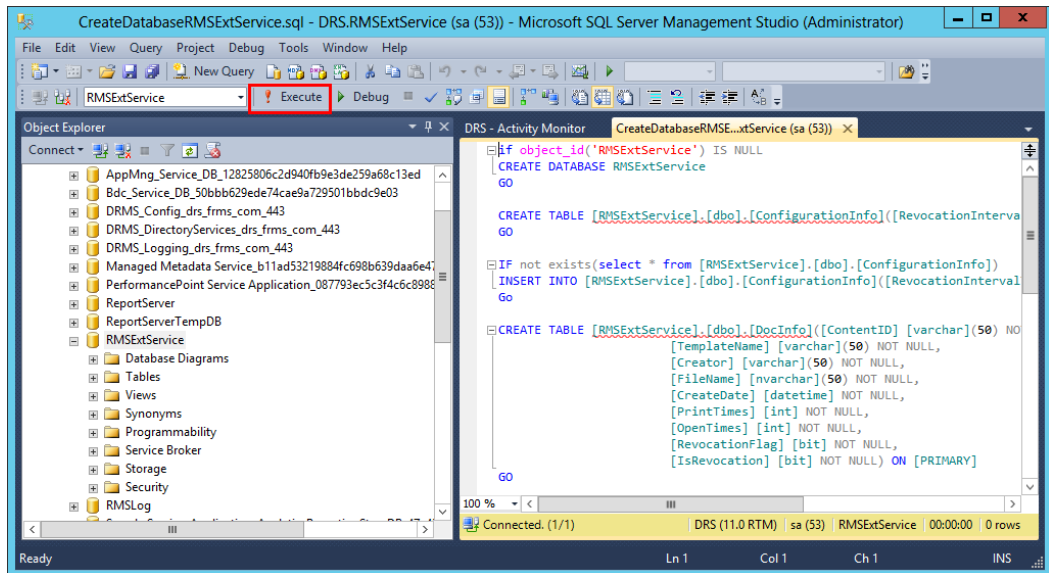 CreateDatabaseRMSExtService.sql - DRS.RMSExtService (sa (53)) - Microsoft SQL Server Management Studio (Administrator)
File Edit View Query Project Debug Tools Window Help
New Query
RMSExtService Execute Debug
Object Explorer
Connect
AppMng_Service_DB_12825806c2d940fb9e3de259a68c13ed
Bdc_Service_DB_50bbb629ede74cae9a729501bbdc9e03
DRMS_Config_drs_frms_com_443
DRMS_DirectoryServices_drs_frms_com_443
DRMS_Logging_drs_frms_com_443
Managed Metadata Service_b11ad53219884fc698b639daa6e47
PerformancePoint Service Application_087793ec5c3f4c6c8988
ReportServer
ReportServerTempDB
RMSExtService
Database Diagrams
Tables
Views
Synonyms
Programmability
Service Broker
Storage
Security
RMSLog
DRS - Activity Monitor CreateDatabaseRMSE...xtService (sa (53))
if object_id('RMSExtService') IS NULL
CREATE DATABASE RMSExtService
GO
CREATE TABLE [RMSExtService].[dbo].[ConfigurationInfo]([RevocationInterva
GO
IF not exists(select * from [RMSExtService].[dbo].[ConfigurationInfo])
INSERT INTO [RMSExtService].[dbo].[ConfigurationInfo]([RevocationInterval
Go
CREATE TABLE [RMSExtService].[dbo].[DocInfo]([ContentID] [varchar](50) NO
[TemplateName] [varchar](50) NOT NULL,
[Creator] [varchar](50) NOT NULL,
[FileName] [nvarchar](50) NOT NULL,
[CreateDate] [datetime] NOT NULL,
[PrintTimes] [int] NOT NULL,
[OpenTimes] [int] NOT NULL,
[RevocationFlag] [bit] NOT NULL,
[IsRevocation] [bit] NOT NULL) ON [PRIMARY]
GO
100 %
Connected. (1/1) DRS (11.0 RTM) sa (53) RMSExtService 00:00:00 0 rows
Ready Ln 1 Col 1 Ch 1 INS